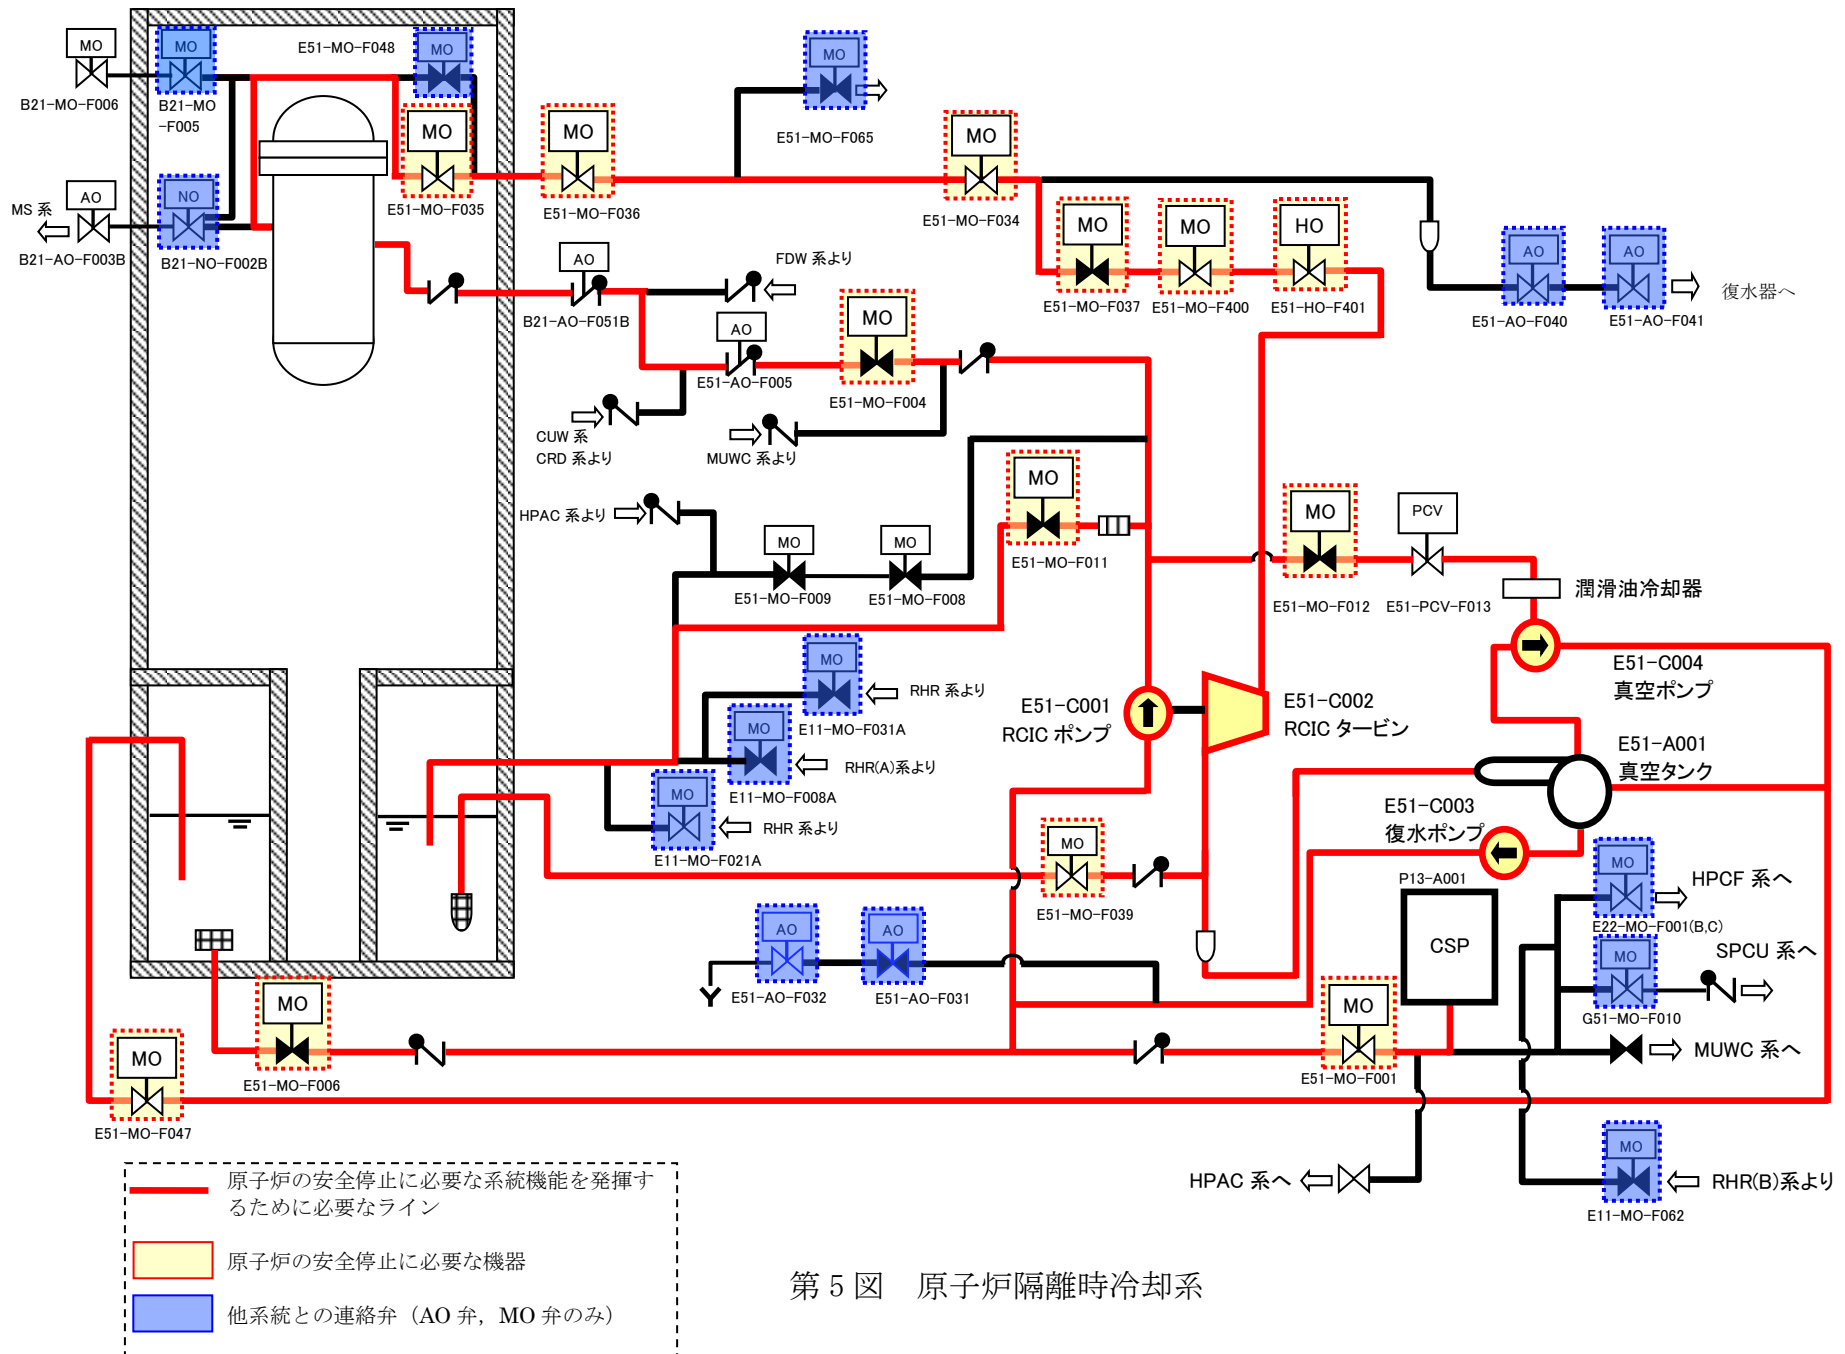 MO
B21-MO-F006
MO
B21-MO
-F005
E51-MO-F048
MO
MO
E51-MO-F035
MO
E51-MO-F036
MO
E51-MO-F065
MO
E51-MO-F034
MS 系
AO
B21-AO-F003B
NO
B21-NO-F002B
MO
E51-MO-F037
MO
E51-MO-F400
HO
E51-HO-F401
AO
E51-AO-F040
AO
E51-AO-F041
復水器へ
AO
B21-AO-F051B
FDW 系より
AO
E51-AO-F005
MO
E51-MO-F004
CUW 系
CRD 系より
MUWC 系より
HPAC 系より
MO
E51-MO-F009
MO
E51-MO-F008
MO
E51-MO-F011
MO
E51-MO-F012
PCV
E51-PCV-F013
潤滑油冷却器
E51-C004
真空ポンプ
MO
E11-MO-F031A
RHR 系より
MO
E11-MO-F008A
RHR(A)系より
MO
E11-MO-F021A
RHR 系より
E51-C001
RCIC ポンプ
E51-C002
RCIC タービン
E51-A001
真空タンク
E51-C003
復水ポンプ
MO
E51-MO-F039
P13-A001
CSP
MO
E22-MO-F001(B,C)
HPCF 系へ
MO
G51-MO-F010
SPCU 系へ
AO
E51-AO-F032
AO
E51-AO-F031
MO
E51-MO-F006
MO
E51-MO-F001
MUWC 系へ
MO
E51-MO-F047
HPAC 系へ
MO
E11-MO-F062
RHR(B)系より
原子炉の安全停止に必要な系統機能を発揮す
るために必要なライン
原子炉の安全停止に必要な機器
他系統との連絡弁（AO 弁，MO 弁のみ）
第 5 図　原子炉隔離時冷却系